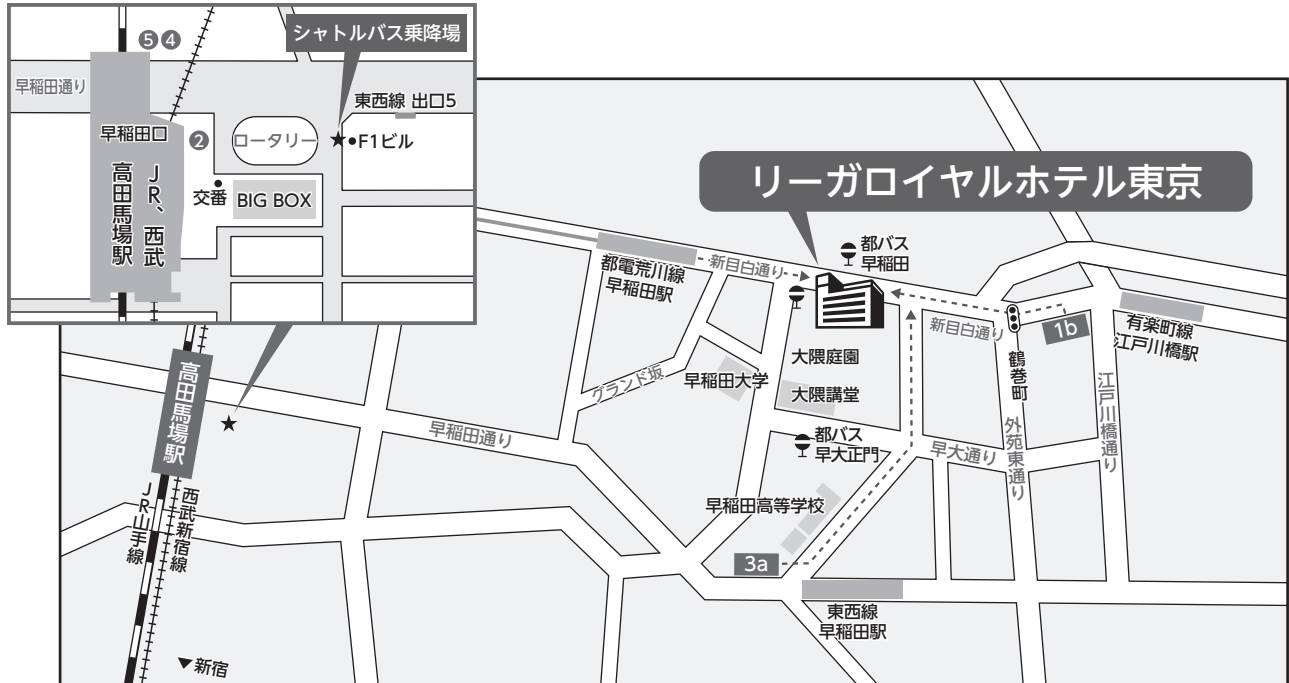 ❺❹
シャトルバス乗降場
早稲田通り
東西線 出口5
早稲田口
❷
ロータリー
★●F1ビル
JR、西武
高田馬場駅
交番
BIG BOX
リーガロイヤルホテル東京
都バス
早稲田
新目白通り
都電荒川線
早稲田駅
新目白通り
1b
有楽町線
江戸川橋駅
鶴巻町
大隈庭園
早稲田大学
大隈講堂
グランド坂
江戸川橋通り
高田馬場駅
★
早稲田通り
都バス
早大正門
早大通り
外苑東通り
JR山手線
西武新宿線
早稲田高等学校
3a
東西線
早稲田駅
▼新宿